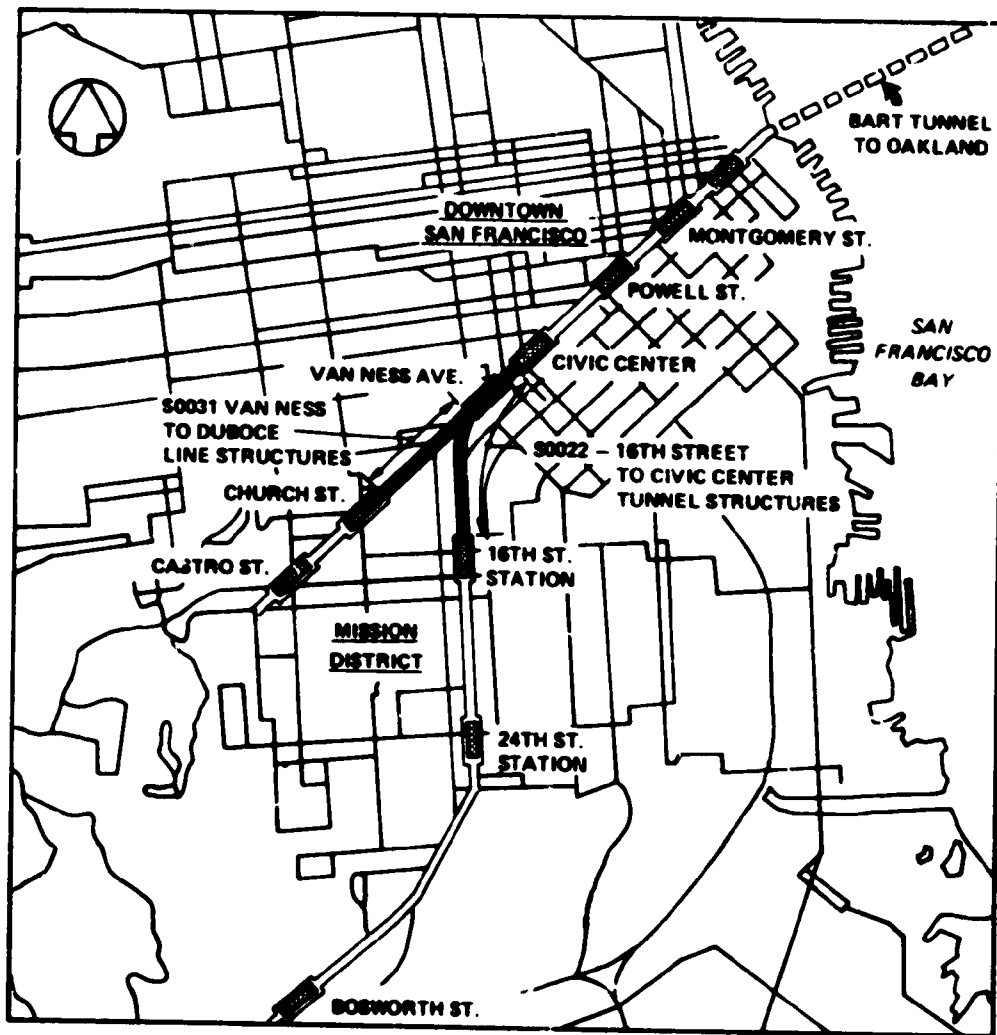 BART TUNNEL
TO OAKLAND
DOWNTOWN
SAN FRANCISCO
MONTGOMERY ST.
POWELL ST.
SAN
FRANCISCO
BAY
VAN NESS AVE.
CIVIC CENTER
S0031 VAN NESS
TO DUBOCE
LINE STRUCTURES
S0022 – 16TH STREET
TO CIVIC CENTER
TUNNEL STRUCTURES
CHURCH ST.
CASTRO ST.
16TH ST.
STATION
MISSION
DISTRICT
24TH ST.
STATION
BOSWORTH ST.